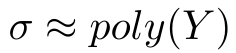 σ ≈ poly(Y)